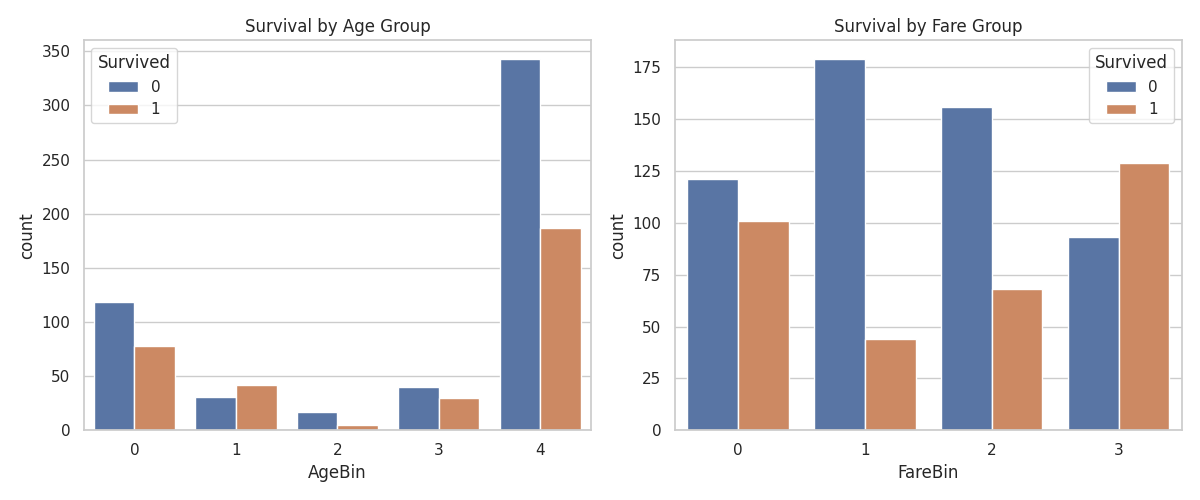 Survival by Age Group
Survived
0
1
count
350
300
250
200
150
100
50
0
0 1 2 3 4
AgeBin
Survival by Fare Group
Survived
0
1
count
175
150
125
100
75
50
25
0
0 1 2 3
FareBin